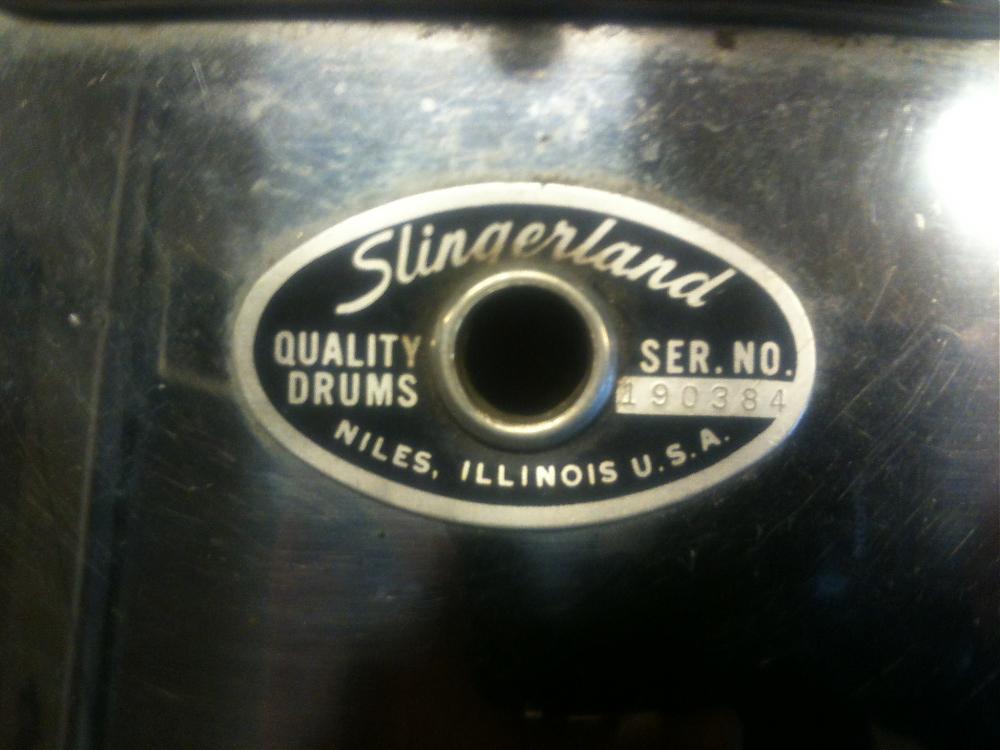 Slingerland
QUALITY
DRUMS
SER. NO.
190384
NILES, ILLINOIS U.S.A.